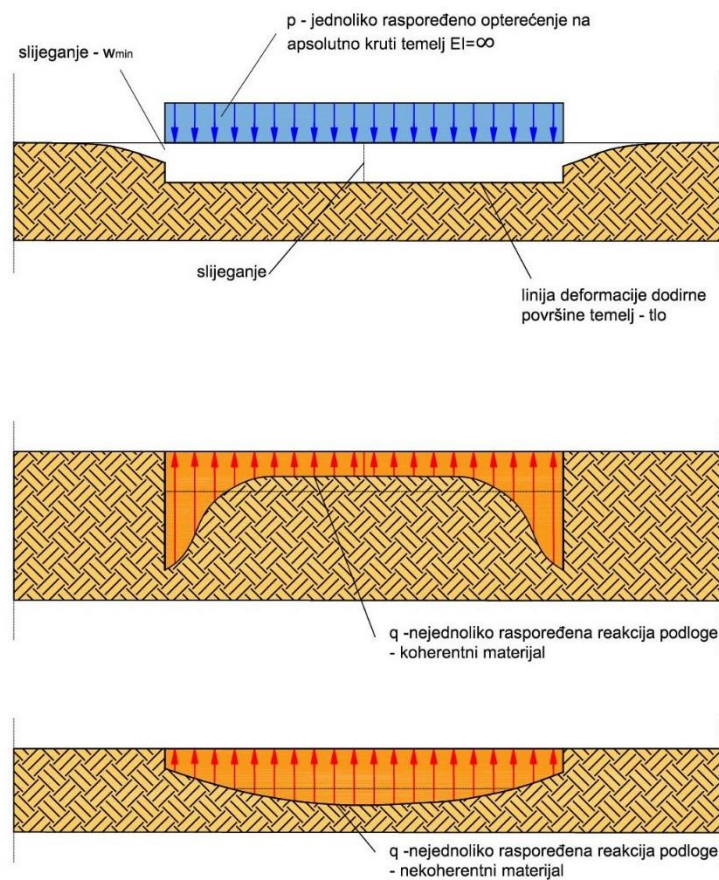 p - jednoliko raspoređeno opterećenje na
apsolutno kruti temelj EI=∞
slijeganje - wmin
slijeganje
linija deformacije dodirne
površine temelj - tlo
q -nejednoliko raspoređena reakcija podloge
- koherentni materijal
q -nejednoliko raspoređena reakcija podloge
- nekoherentni materijal